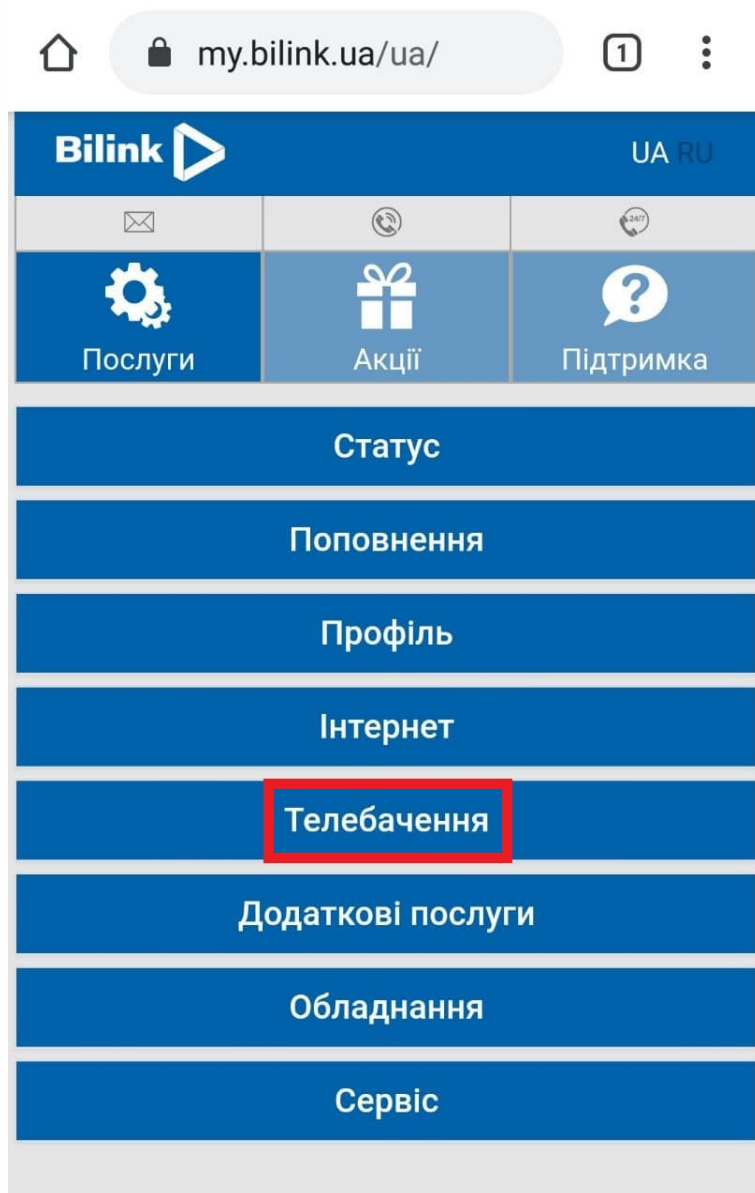 my.bilink.ua/ua/
1
Bilink
UA RU
24/7
Послуги
Акції
Підтримка
Статус
Поповнення
Профіль
Інтернет
Телебачення
Додаткові послуги
Обладнання
Сервіс